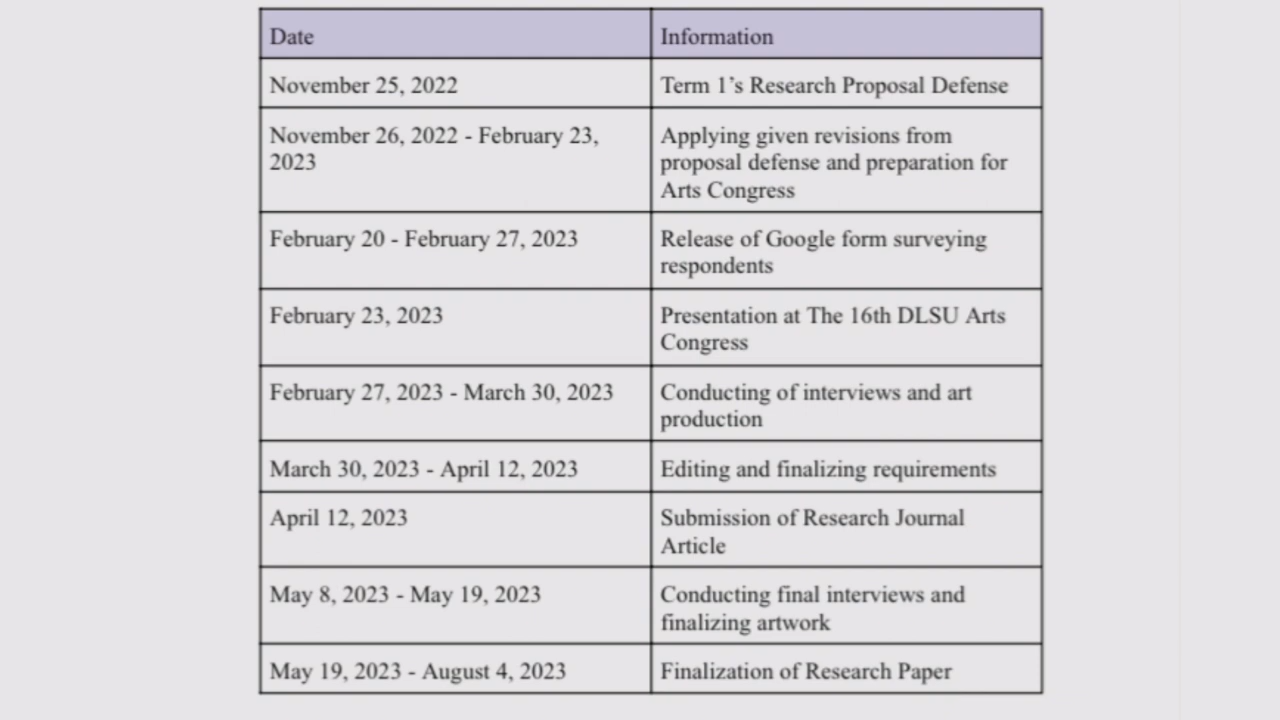 Date
Information
November 25, 2022
Term 1’s Research Proposal Defense
November 26, 2022 - February 23,
2023
Applying given revisions from
proposal defense and preparation for
Arts Congress
February 20 - February 27, 2023
Release of Google form surveying
respondents
February 23, 2023
Presentation at The 16th DLSU Arts
Congress
February 27, 2023 - March 30, 2023
Conducting of interviews and art
production
March 30, 2023 - April 12, 2023
Editing and finalizing requirements
April 12, 2023
Submission of Research Journal
Article
May 8, 2023 - May 19, 2023
Conducting final interviews and
finalizing artwork
May 19, 2023 - August 4, 2023
Finalization of Research Paper